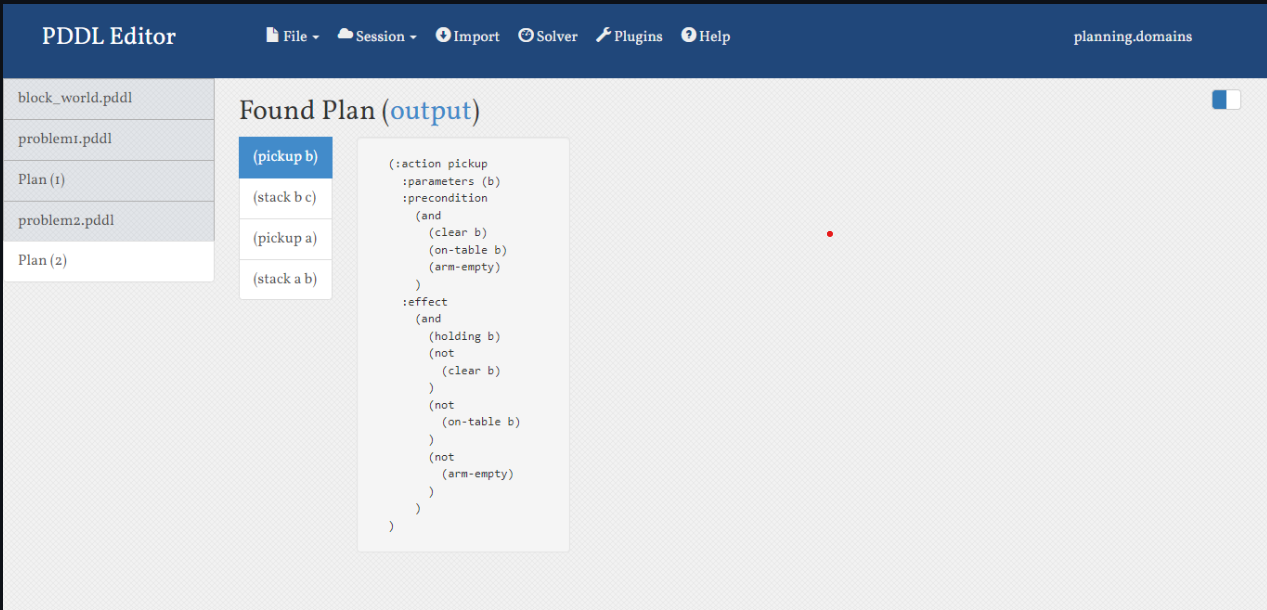 PDDL Editor File Session Import Solver Plugins Help planning.domains
block_world.pddl
problem1.pddl
Plan (1)
problem2.pddl
Plan (2)
Found Plan (output)
(pickup b)
(stack b c)
(pickup a)
(stack a b)
(:action pickup
  :parameters (b)
  :precondition
    (and
      (clear b)
      (on-table b)
      (arm-empty)
    )
  :effect
    (and
      (holding b)
      (not
        (clear b)
      )
      (not
        (on-table b)
      )
      (not
        (arm-empty)
      )
    )
)